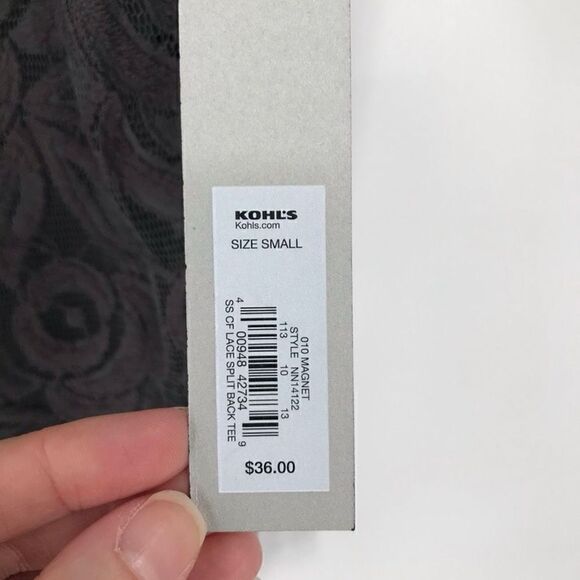 KOHL'S
Kohls.com
SIZE SMALL
010 MAGNET
STYLE NN14122
113 10 13
4 00948 42734 9
SS CF LACE SPLIT BACK TEE
$36.00